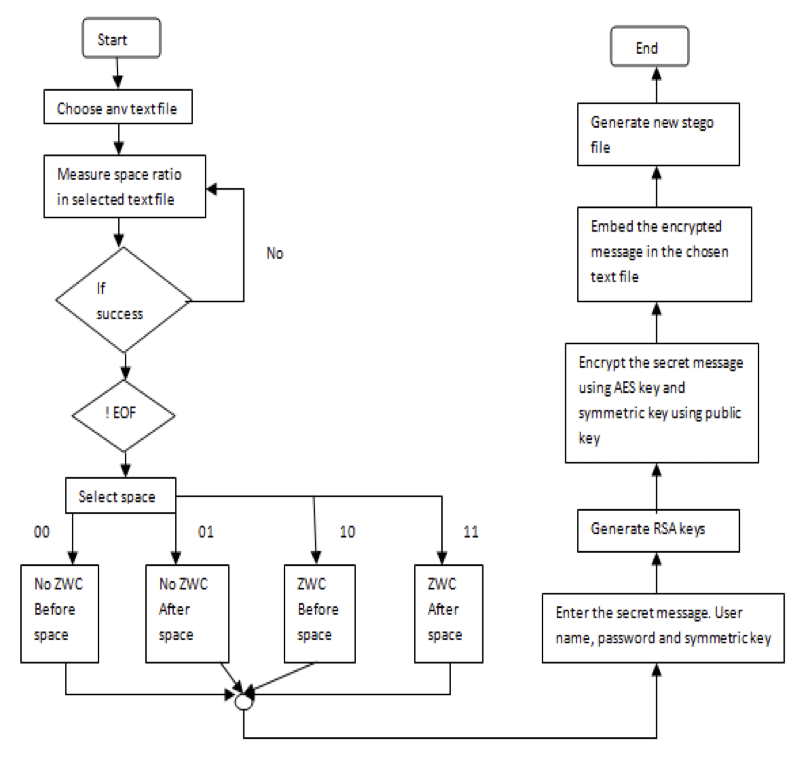 Start
Choose anv text file
Measure space ratio
in selected text file
No
If
success
! EOF
Select space
00
01
10
11
No ZWC
Before
space
No ZWC
After
space
ZWC
Before
space
ZWC
After
space
Enter the secret message. User
name, password and symmetric key
Generate RSA keys
Encrypt the secret message
using AES key and
symmetric key using public
key
Embed the encrypted
message in the chosen
text file
Generate new stego
file
End